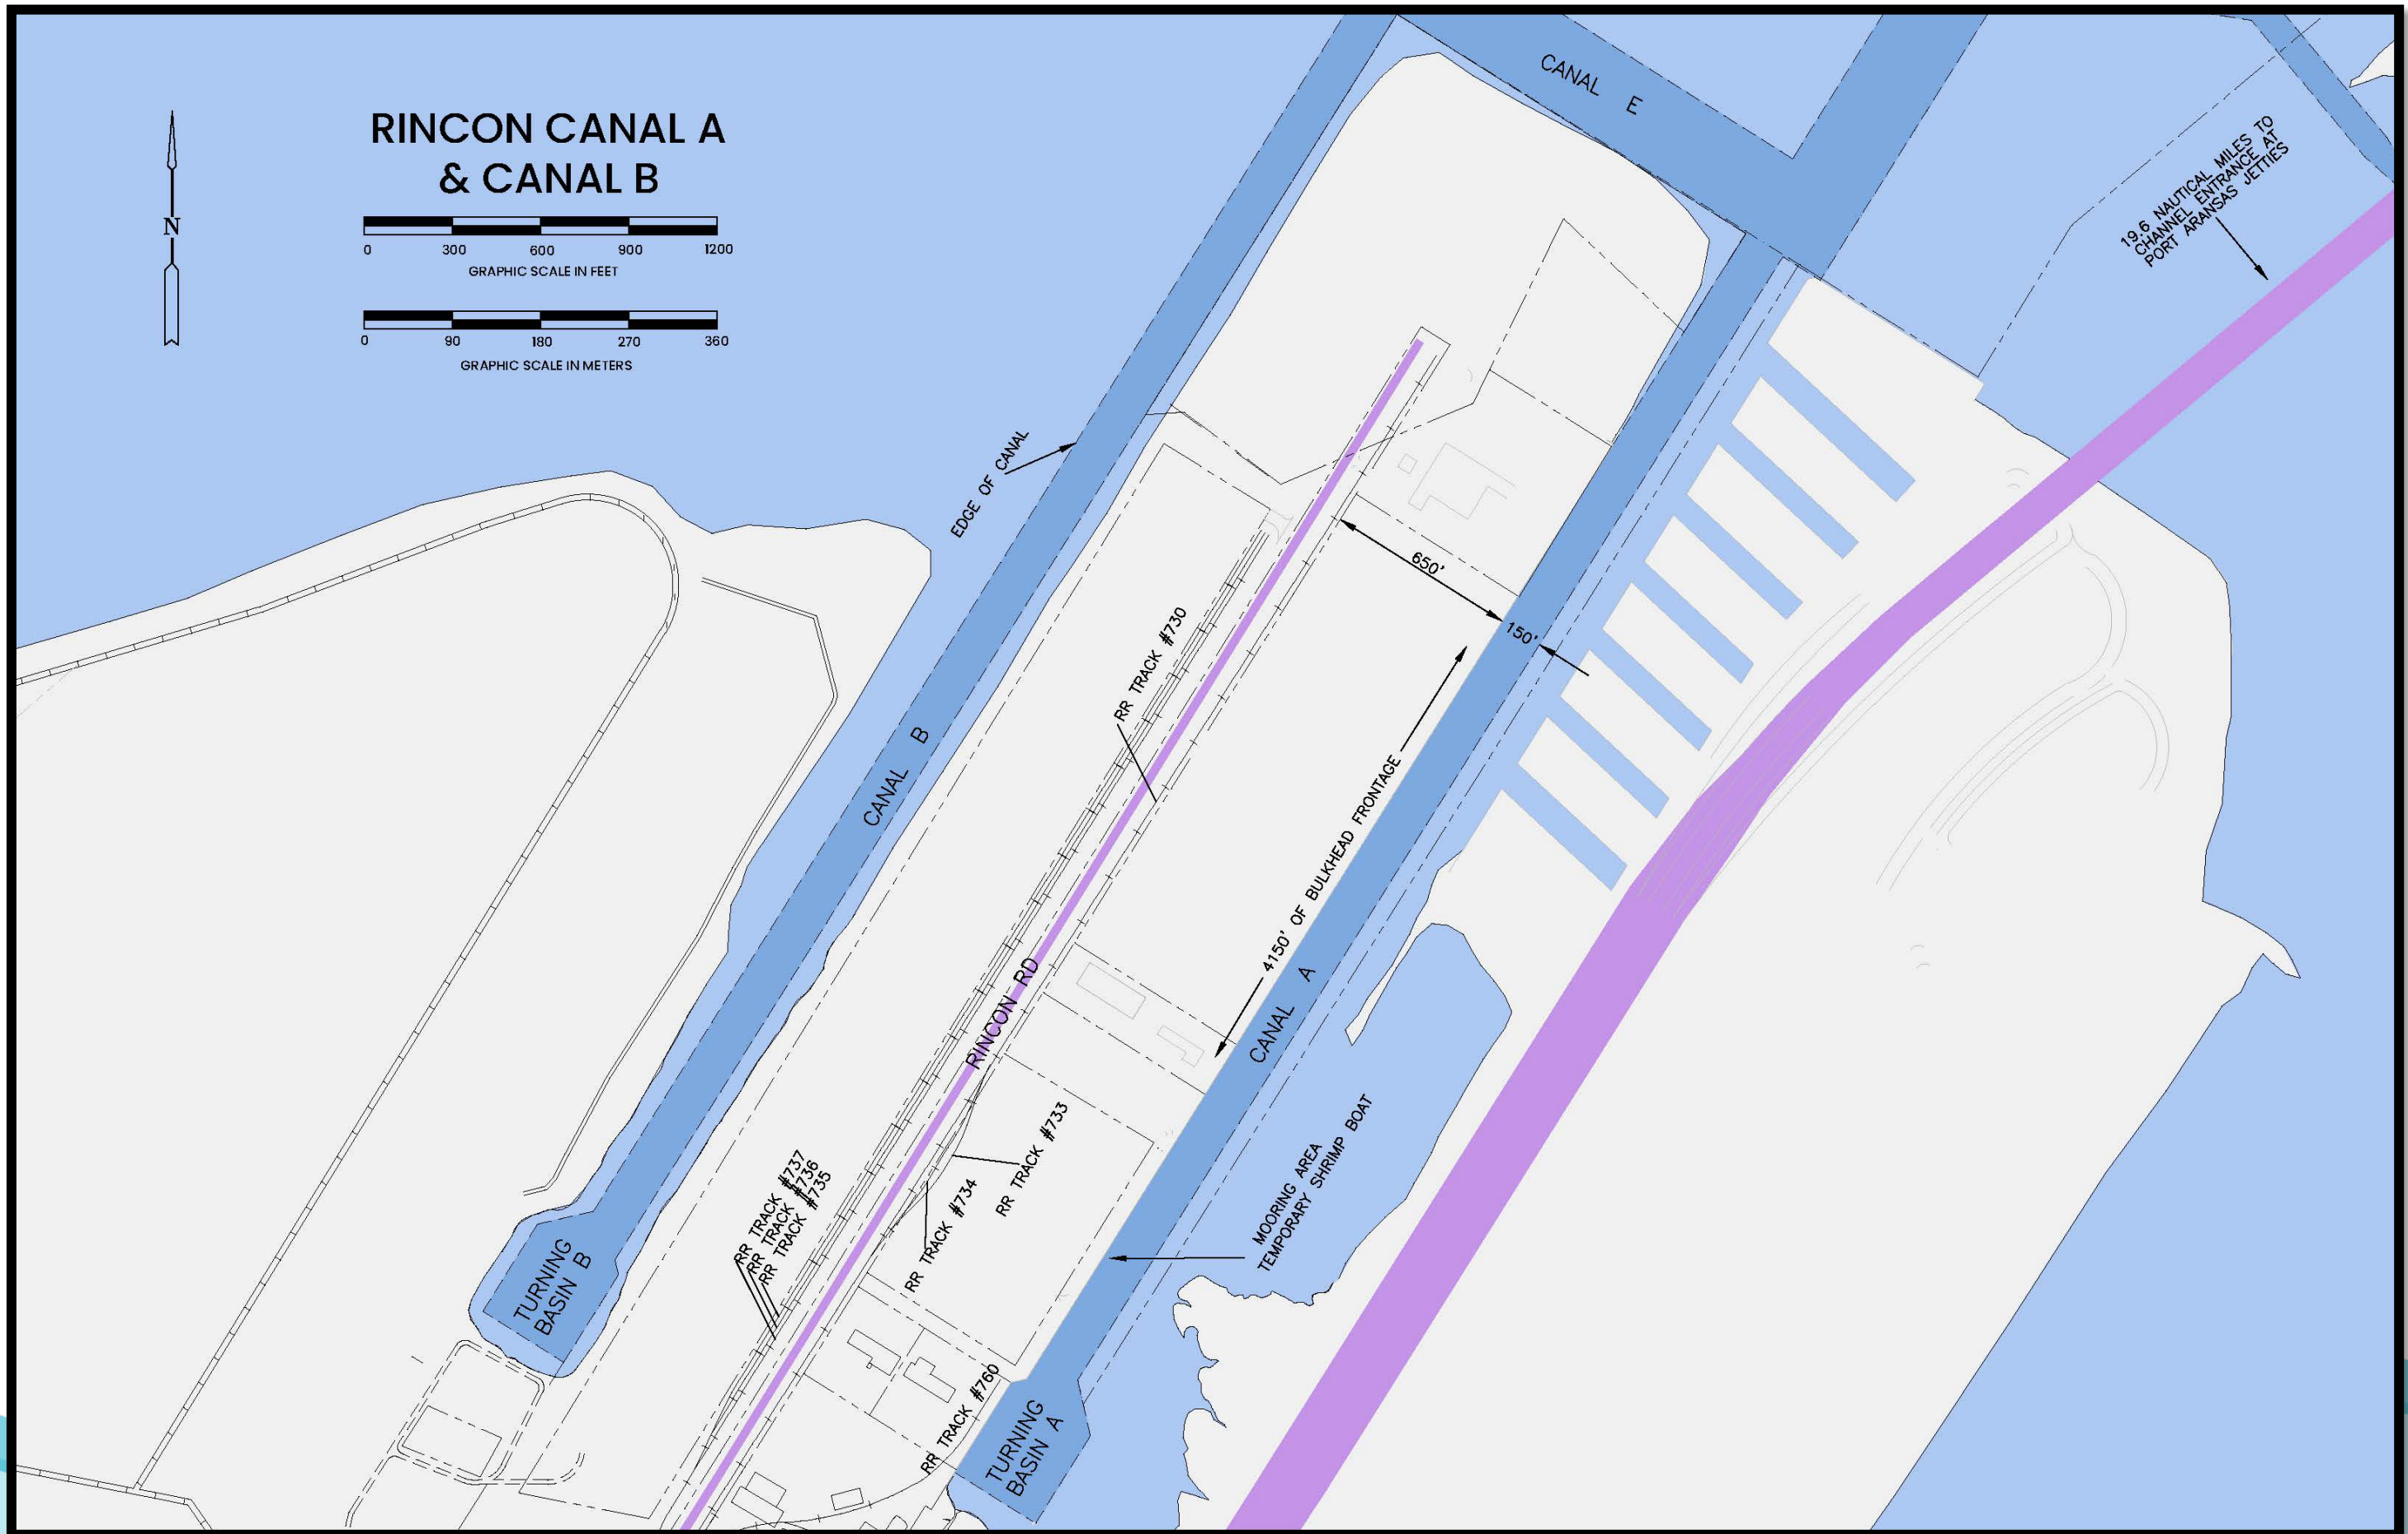 RINCON CANAL A
& CANAL B
0 300 600 900 1200
GRAPHIC SCALE IN FEET
0 90 180 270 360
GRAPHIC SCALE IN METERS
N
CANAL E
19.6 NAUTICAL MILES TO
CHANNEL ENTRANCE AT
PORT ARANSAS JETTIES
EDGE OF CANAL
650'
150'
RR TRACK #730
CANAL B
4150' OF BULKHEAD FRONTAGE
RINCON RD
CANAL A
RR TRACK #733
RR TRACK #734
RR TRACK #737
RR TRACK #736
RR TRACK #735
MOORING AREA
TEMPORARY SHRIMP BOAT
TURNING
BASIN B
RR TRACK #760
TURNING
BASIN A